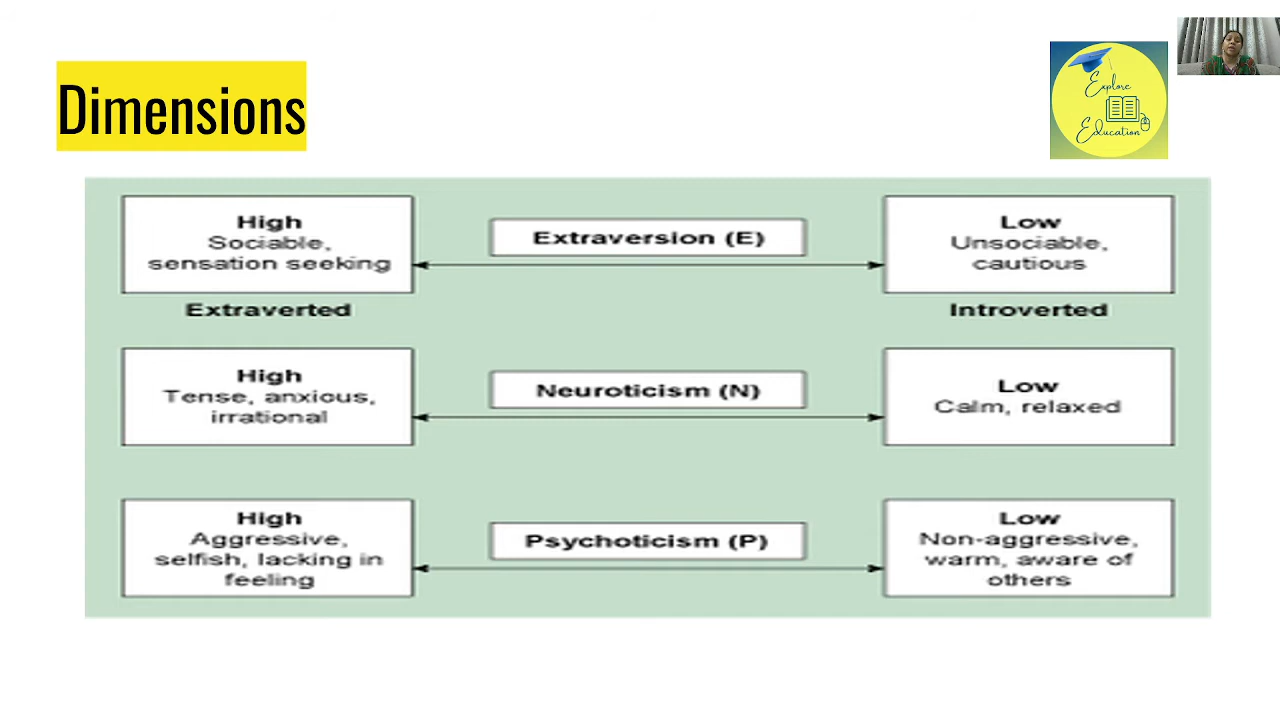 Dimensions
Explore
Education
High
Sociable,
sensation seeking
Extraverted
Extraversion (E)
Low
Unsociable,
cautious
Introverted
High
Tense, anxious,
irrational
Neuroticism (N)
Low
Calm, relaxed
High
Aggressive,
selfish, lacking in
feeling
Psychoticism (P)
Low
Non-aggressive,
warm, aware of
others